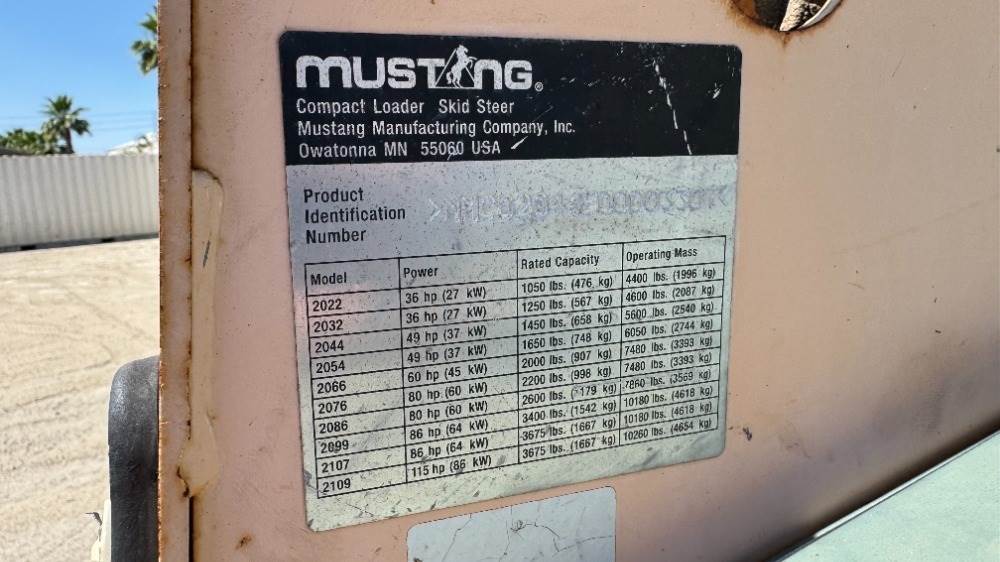 MUSTANG®
Compact Loader Skid Steer
Mustang Manufacturing Company, Inc.
Owatonna MN 55060 USA
Product
Identification
Number
Model Power Rated Capacity Operating Mass
2022 36 hp (27 kW) 1050 lbs. (476 kg) 4400 lbs. (1996 kg)
2032 36 hp (27 kW) 1250 lbs. (567 kg) 4600 lbs. (2087 kg)
2044 49 hp (37 kW) 1450 lbs. (658 kg) 5600 lbs. (2540 kg)
2054 49 hp (37 kW) 1650 lbs. (748 kg) 6050 lbs. (2744 kg)
2066 60 hp (45 kW) 2000 lbs. (907 kg) 7480 lbs. (3393 kg)
2076 80 hp (60 kW) 2200 lbs. (998 kg) 7480 lbs. (3393 kg)
2086 80 hp (60 kW) 2600 lbs. kg) 7860 lbs. (3569 kg)
2099 86 hp (64 kW) 3400 lbs. (1542 kg) 10180 lbs. (4618 kg)
2107 86 hp (64 kW) 3675 lbs. (1667 kg) 10180 lbs. (4618 kg)
2109 115 hp (86 kW) 3675 lbs. (1667 kg) 10260 lbs. (4654 kg)